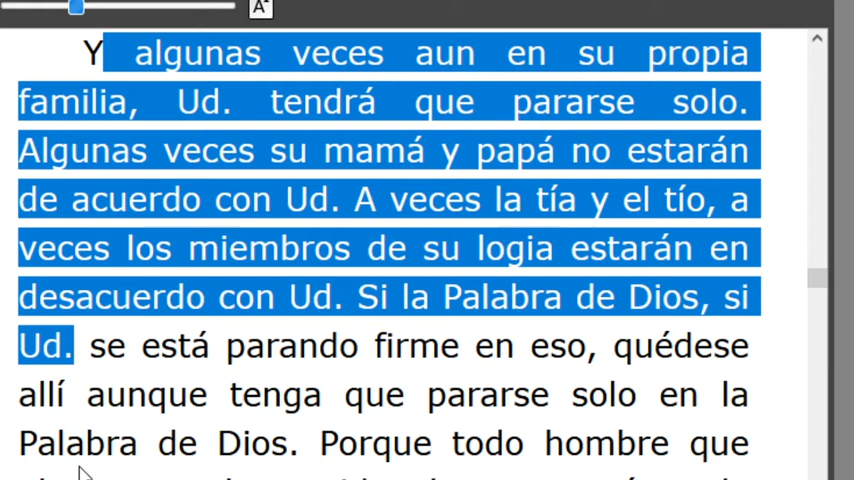 A
Y algunas veces aun en su propia
familia, Ud. tendrá que pararse solo.
Algunas veces su mamá y papá no estarán
de acuerdo con Ud. A veces la tía y el tío, a
veces los miembros de su logia estarán en
desacuerdo con Ud. Si la Palabra de Dios, si
Ud. se está parando firme en eso, quédese
allí aunque tenga que pararse solo en la
Palabra de Dios. Porque todo hombre que